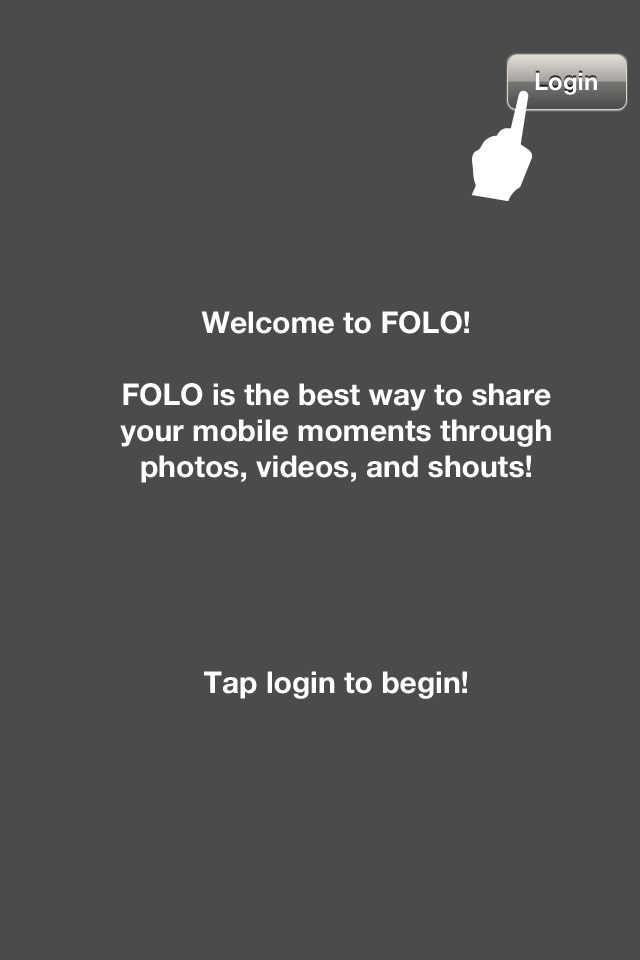 Login
Welcome to FOLO!
FOLO is the best way to share
your mobile moments through
photos, videos, and shouts!
Tap login to begin!